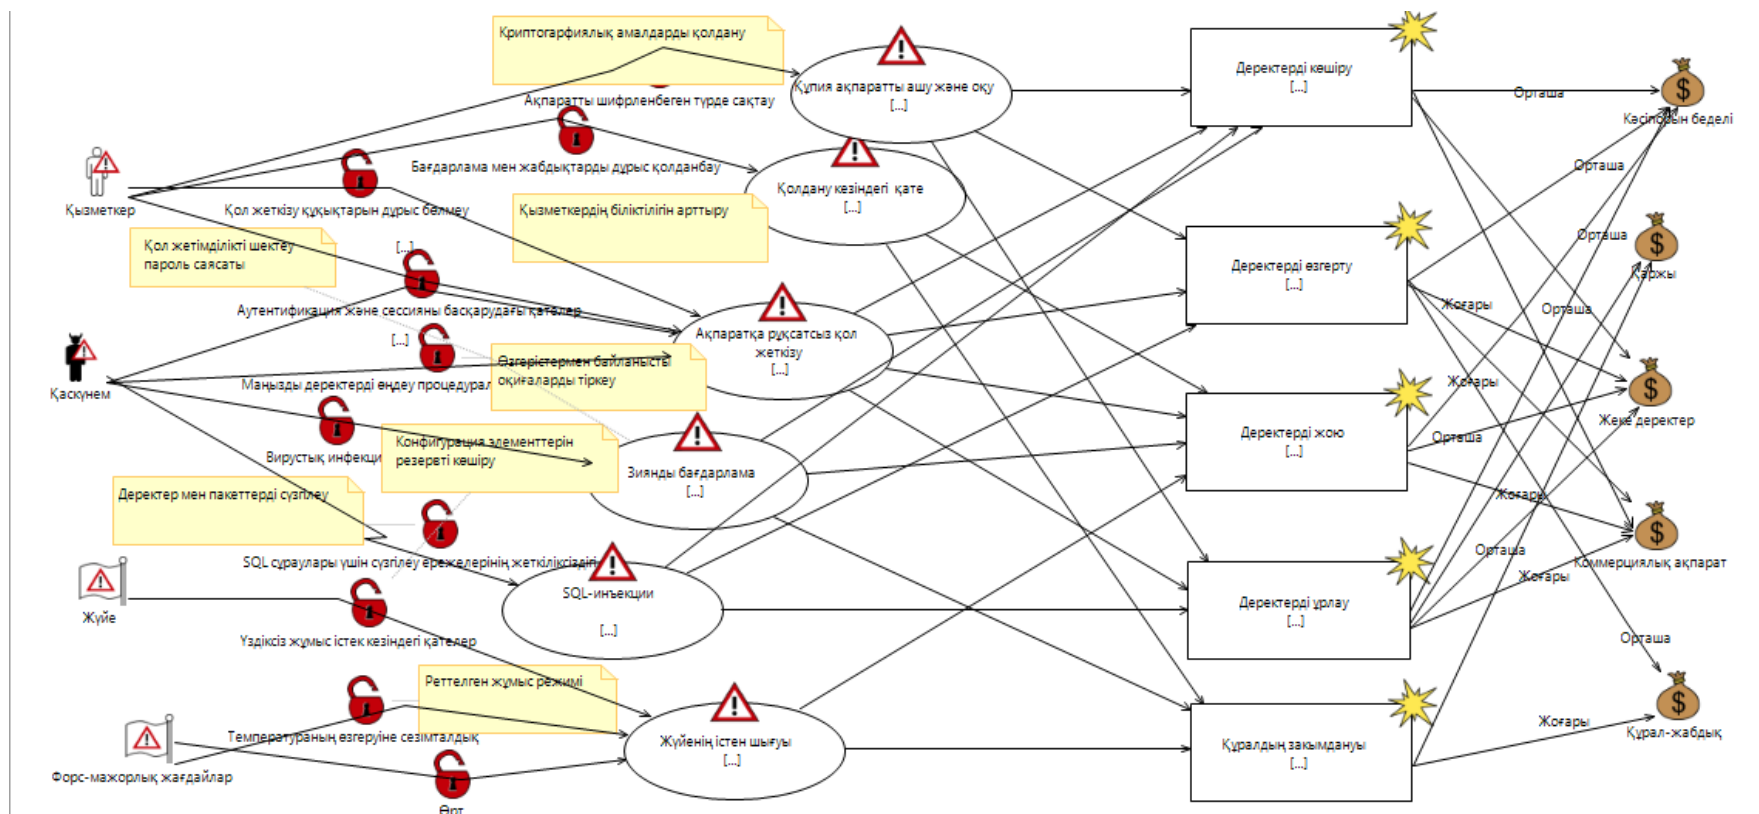 Криптогарфиялық амалдарды қолдану
Ақпаратты шифрленбеген түрде сақтау
Бағдарлама мен жабдықтарды дұрыс қолданбау
Қызметкер
Қол жеткізу құқықтарын дұрыс бөлмеу
[...]
Қызметкердің біліктілігін арттыру
Қол жетімділікті шектеу
пароль саясаты
Аутентификация және сессияны басқарудағы қателер
[...]
Қаскүнем
Маңызды деректерді өңдеу процедурал
Өзгерістермен байланысты
оқиғаларды тіркеу
Вирустық инфекци
Конфигурация элементтерін
резервті көшіру
Деректер мен пакеттерді сүзгілеу
SQL сұраулары үшін сүзгілеу ережелерінің жеткіліксіздігі
Жүйе
Үздіксіз жұмыс істек кезіндегі қателер
Реттелген жұмыс режимі
Температураның өзгеруіне сезімталдық
Форс-мажорлық жағдайлар
Өрт
Құпия ақпаратты ашу және оқу
[...]
Қолдану кезіндегі қате
[...]
Ақпаратқа рұқсатсыз қол
жеткізу
[...]
Зиянды бағдарлама
[...]
SQL-инъекции
[...]
Жүйенің істен шығуы
[...]
Деректерді көшіру
[...]
Деректерді өзгерту
[...]
Деректерді жою
[...]
Деректерді ұрлау
[...]
Құралдың закымдануы
[...]
Орташа
Кәсіпорын беделі
Орташа
Орташа
Қаржы
Жоғары
Орташа
Жоғары
Жеке деректер
Орташа
Жоғары
Орташа
Коммерциялық ақпарат
Жоғары
Орташа
Жоғары
Құрал-жабдық